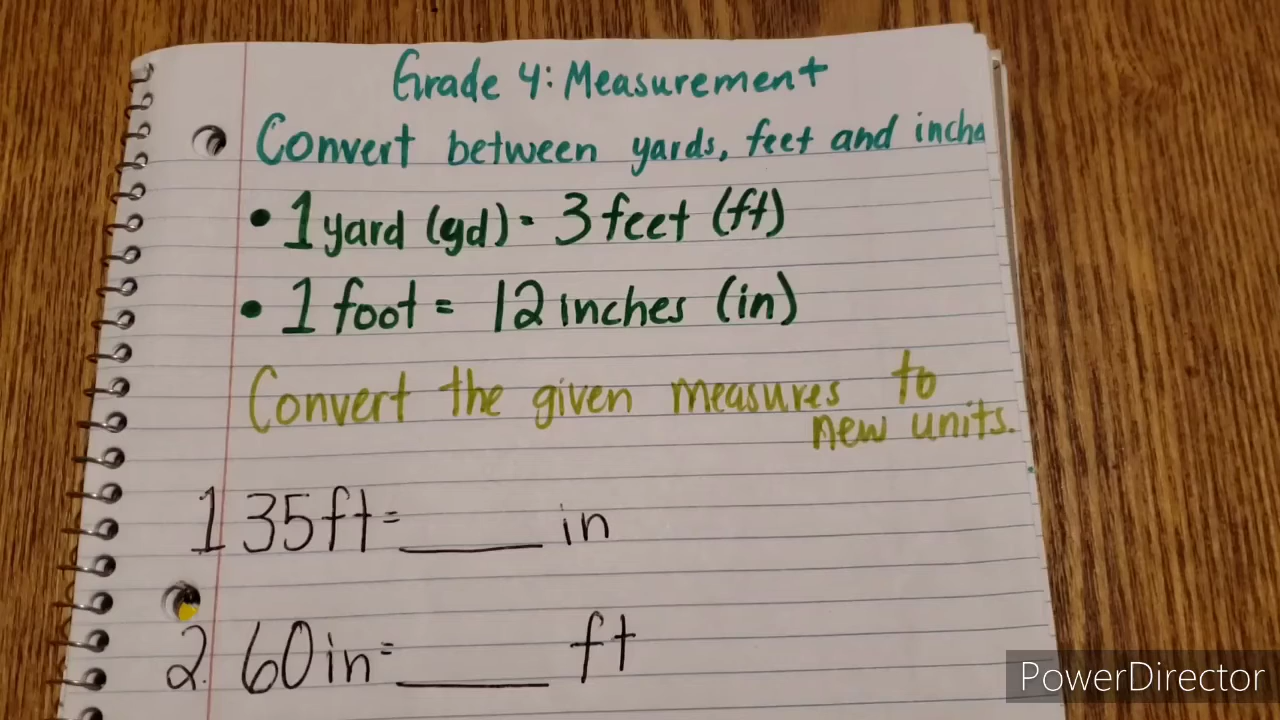 Grade 4: Measurement
Convert between yards, feet and
• 1 yard (yd) = 3 feet (ft)
• 1 foot = 12 inches (in)
Convert the given measures to
new units.
1 35ft = ____ in
2. 60in = ____ ft
PowerDirector